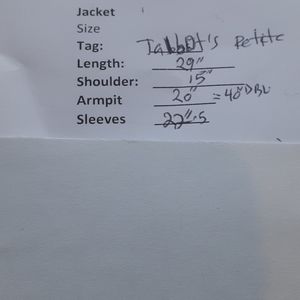 Jacket
Size
Tag: Talbot's Petite
Length: 29"
Shoulder: 15"
Armpit 20" = 40" DBL
Sleeves 22".5